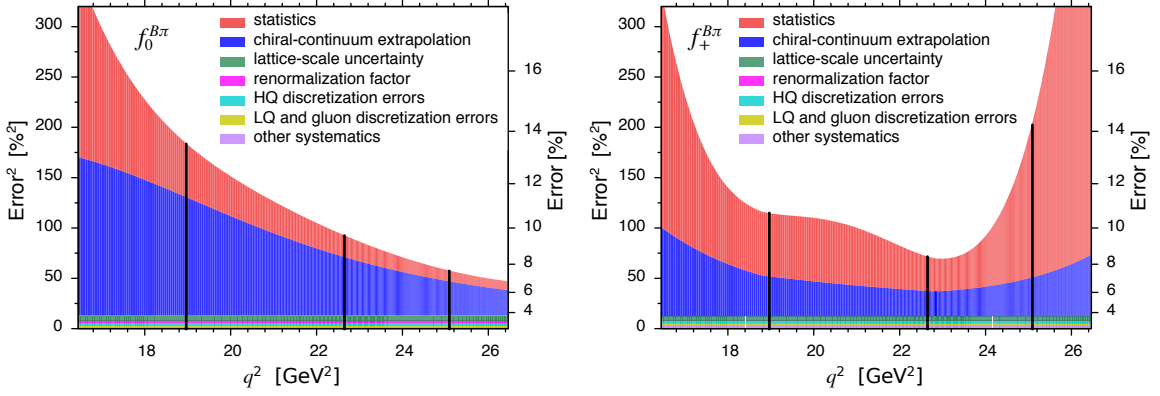 300
250
200
150
100
50
0
Error² [%²]
f₀^{Bπ}
statistics
chiral-continuum extrapolation
lattice-scale uncertainty
renormalization factor
HQ discretization errors
LQ and gluon discretization errors
other systematics
16
14
12
10
8
6
4
Error [%]
18 20 22 24 26
q² [GeV²]
300
250
200
150
100
50
0
Error² [%²]
f₊^{Bπ}
statistics
chiral-continuum extrapolation
lattice-scale uncertainty
renormalization factor
HQ discretization errors
LQ and gluon discretization errors
other systematics
16
14
12
10
8
6
4
Error [%]
18 20 22 24 26
q² [GeV²]